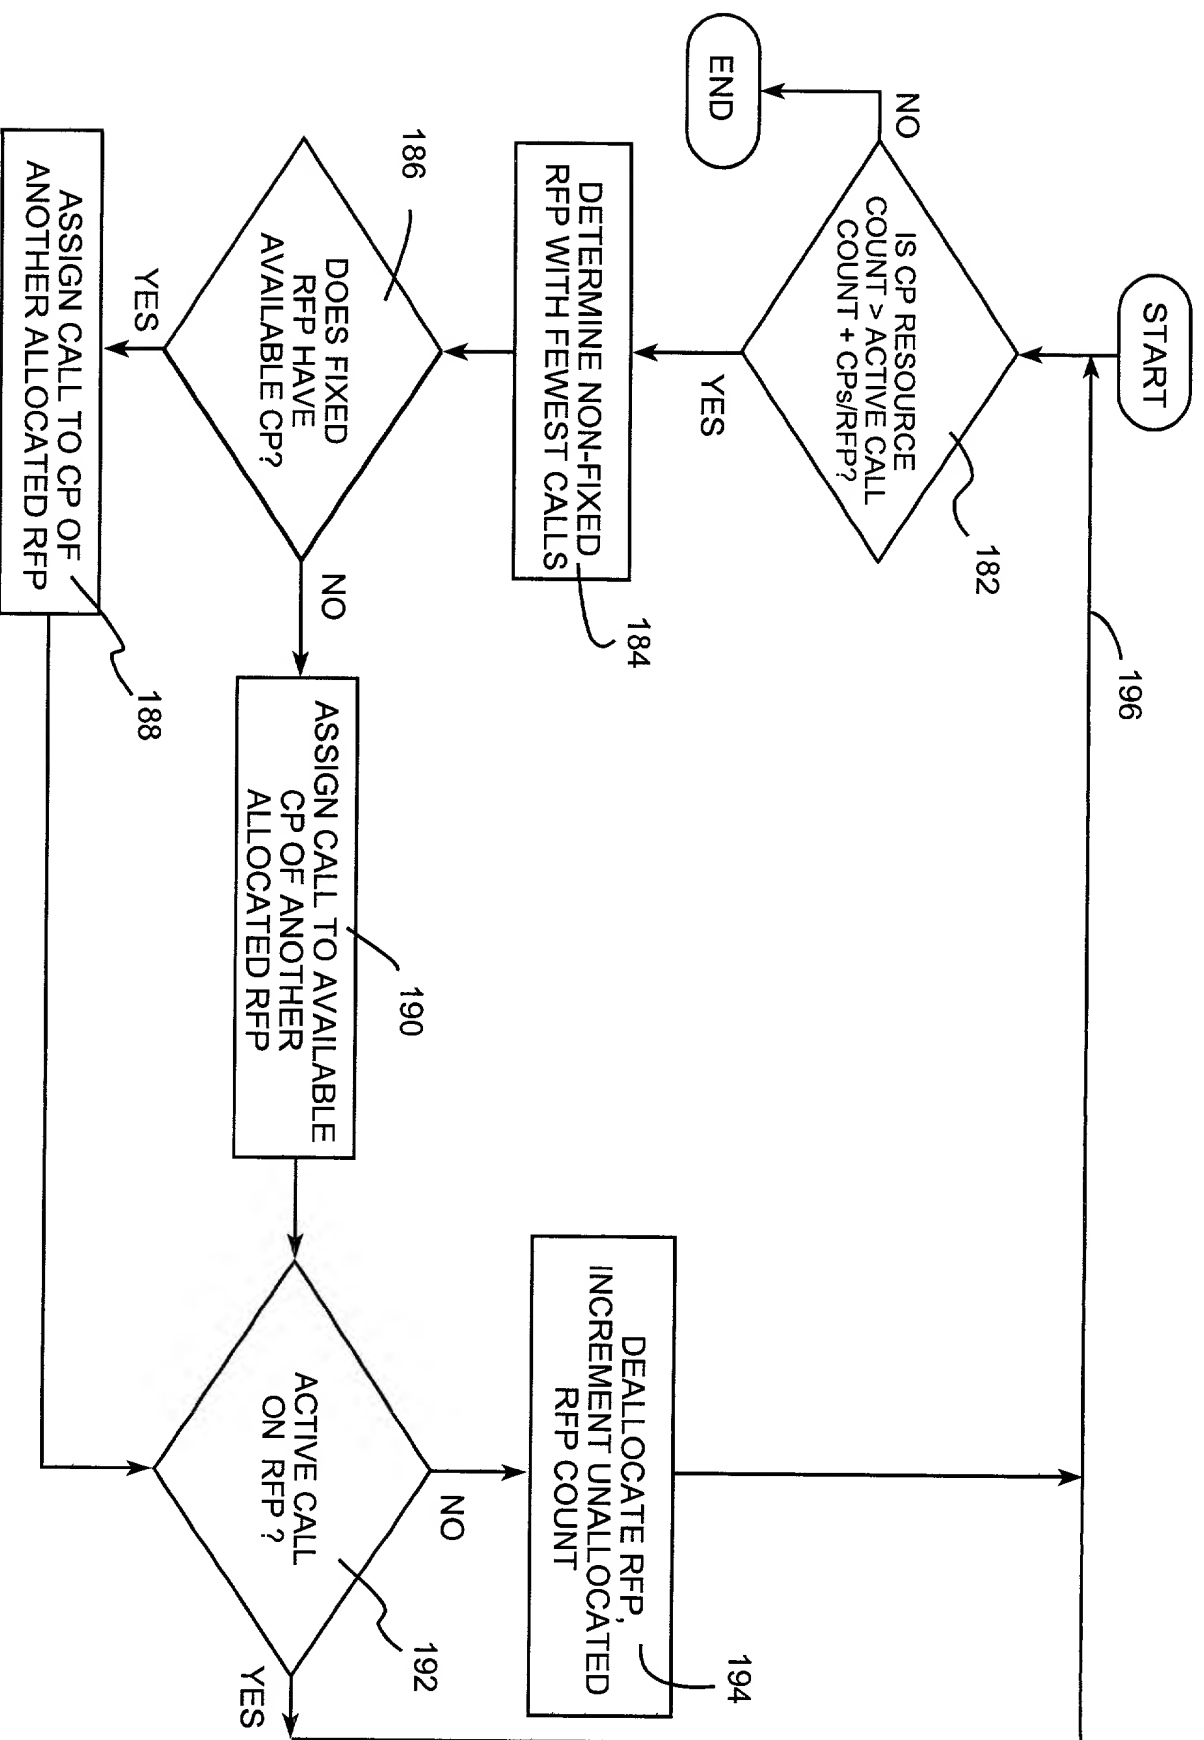 START
196
IS CP RESOURCE
COUNT > ACTIVE CALL
COUNT + CPs/RFP?
182
NO
END
YES
DETERMINE NON-FIXED
RFP WITH FEWEST CALLS
184
186
DOES FIXED
RFP HAVE
AVAILABLE CP?
NO
YES
ASSIGN CALL TO CP OF
ANOTHER ALLOCATED RFP
188
ASSIGN CALL TO AVAILABLE
CP OF ANOTHER
ALLOCATED RFP
190
DEALLOCATE RFP,
INCREMENT UNALLOCATED
RFP COUNT
194
NO
ACTIVE CALL
ON RFP ?
192
YES